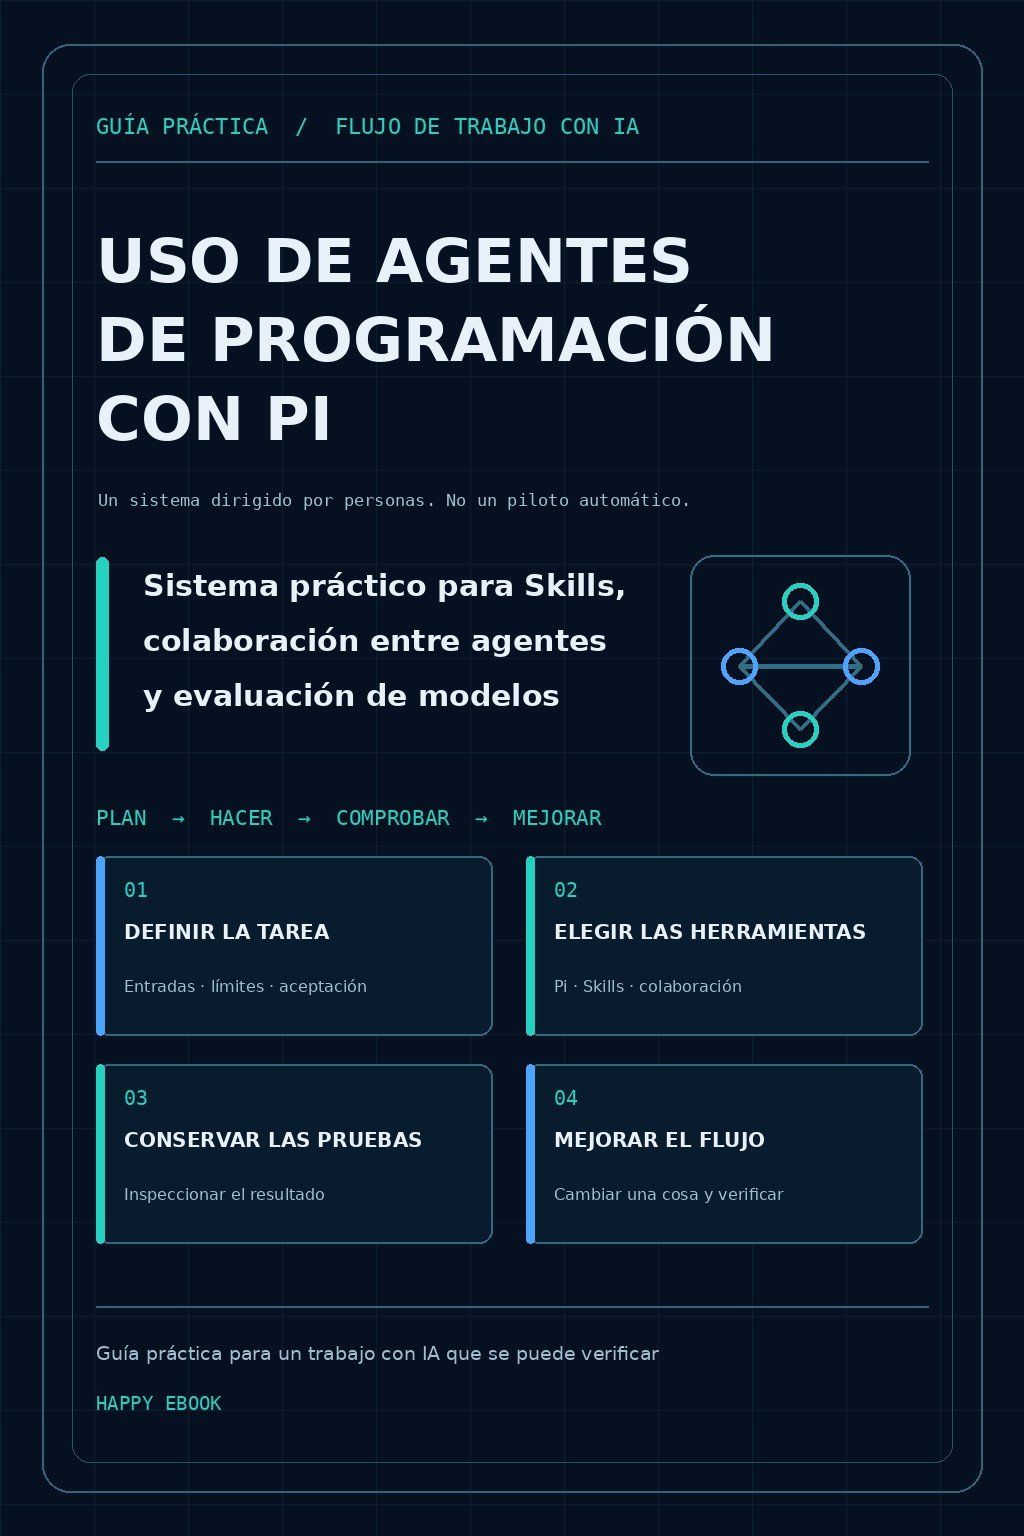 GUÍA PRÁCTICA / FLUJO DE TRABAJO CON IA
USO DE AGENTES
DE PROGRAMACIÓN
CON PI
Un sistema dirigido por personas. No un piloto automático.
Sistema práctico para Skills,
colaboración entre agentes
y evaluación de modelos
PLAN → HACER → COMPROBAR → MEJORAR
01
DEFINIR LA TAREA
Entradas · límites · aceptación
02
ELEGIR LAS HERRAMIENTAS
Pi · Skills · colaboración
03
CONSERVAR LAS PRUEBAS
Inspeccionar el resultado
04
MEJORAR EL FLUJO
Cambiar una cosa y verificar
Guía práctica para un trabajo con IA que se puede verificar
HAPPY EBOOK